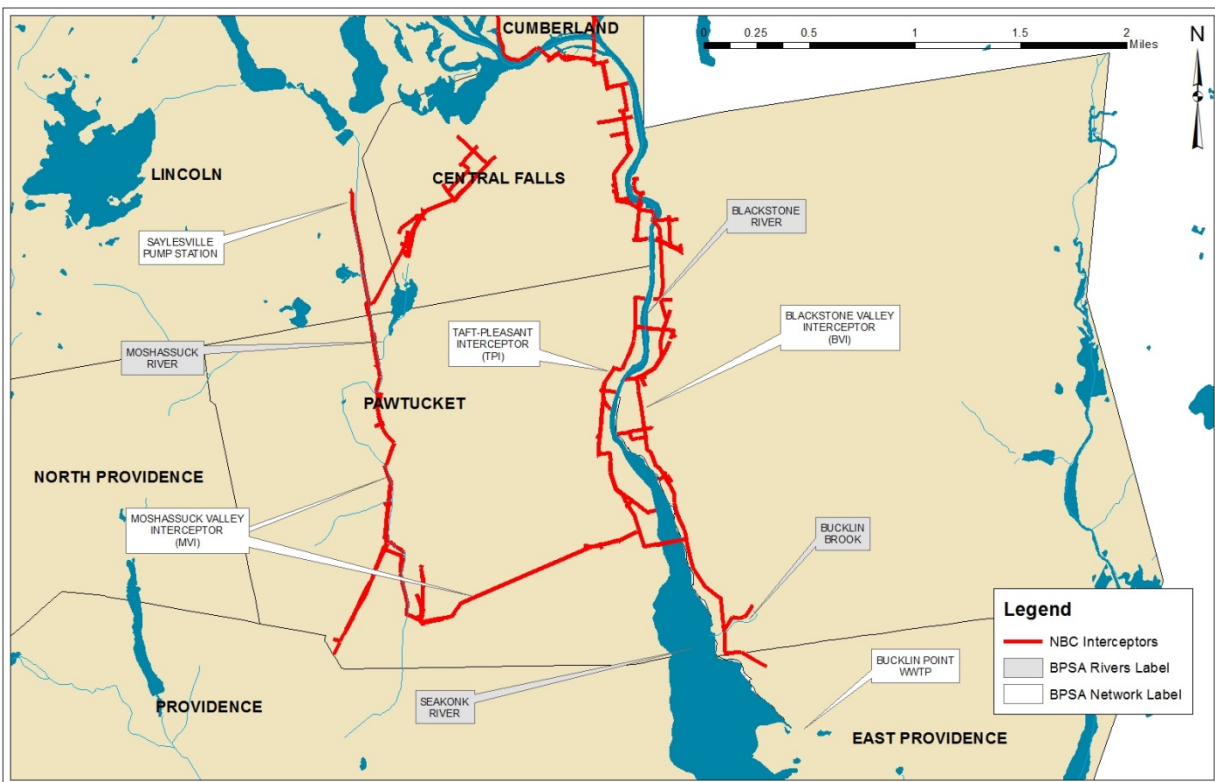 CUMBERLAND
0 0.25 0.5 1 1.5 2
Miles
N
LINCOLN
CENTRAL FALLS
SAYLESVILLE
PUMP STATION
BLACKSTONE
RIVER
MOSHASSUCK
RIVER
TAFT-PLEASANT
INTERCEPTOR
(TPI)
BLACKSTONE VALLEY
INTERCEPTOR
(BVI)
PAWTUCKET
NORTH PROVIDENCE
MOSHASSUCK VALLEY
INTERCEPTOR
(MVI)
BUCKLIN
BROOK
Legend
NBC Interceptors
BPSA Rivers Label
BPSA Network Label
BUCKLIN POINT
WWTP
SEAKONK
RIVER
PROVIDENCE
EAST PROVIDENCE